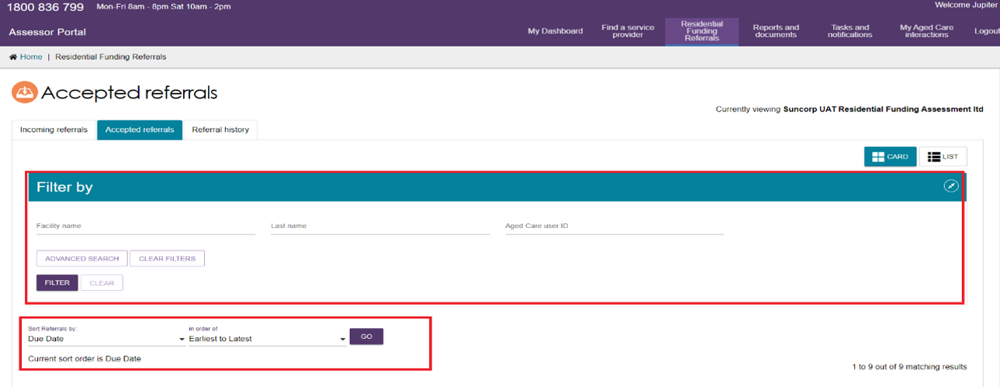 1800 836 799 Mon-Fri 8am - 8pm Sat 10am - 2pm
Welcome Jupiter
Assessor Portal
My Dashboard
Find a service
provider
Residential
Funding
Referrals
Reports and
documents
Tasks and
notifications
My Aged Care
interactions
Logout
Home | Residential Funding Referrals
Accepted referrals
Currently viewing Suncorp UAT Residential Funding Assessment ltd
Incoming referrals Accepted referrals Referral history
CARD LIST
Filter by
Facility name Last name Aged Care user ID
ADVANCED SEARCH CLEAR FILTERS
FILTER CLEAR
Sort Referrals by: in order of
Due Date Earliest to Latest GO
Current sort order is Due Date
1 to 9 out of 9 matching results